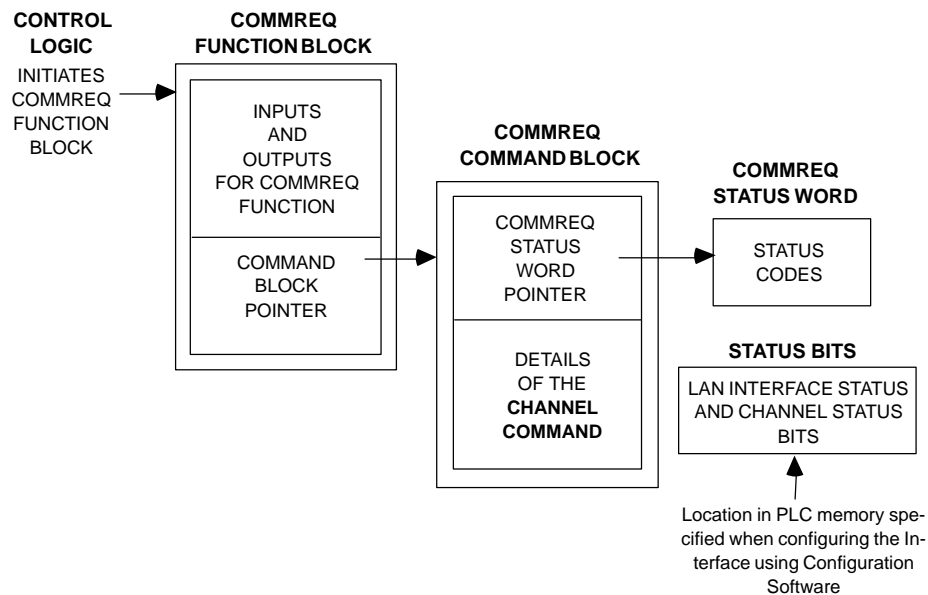 CONTROL
LOGIC
INITIATES
COMMREQ
FUNCTION
BLOCK
COMMREQ
FUNCTION BLOCK
INPUTS
AND
OUTPUTS
FOR COMMREQ
FUNCTION
COMMAND
BLOCK
POINTER
COMMREQ
COMMAND BLOCK
COMMREQ
STATUS
WORD
POINTER
DETAILS
OF THE
CHANNEL
COMMAND
COMMREQ
STATUS WORD
STATUS
CODES
STATUS BITS
LAN INTERFACE STATUS
AND CHANNEL STATUS
BITS
Location in PLC memory spe-
cified when configuring the In-
terface using Configuration
Software